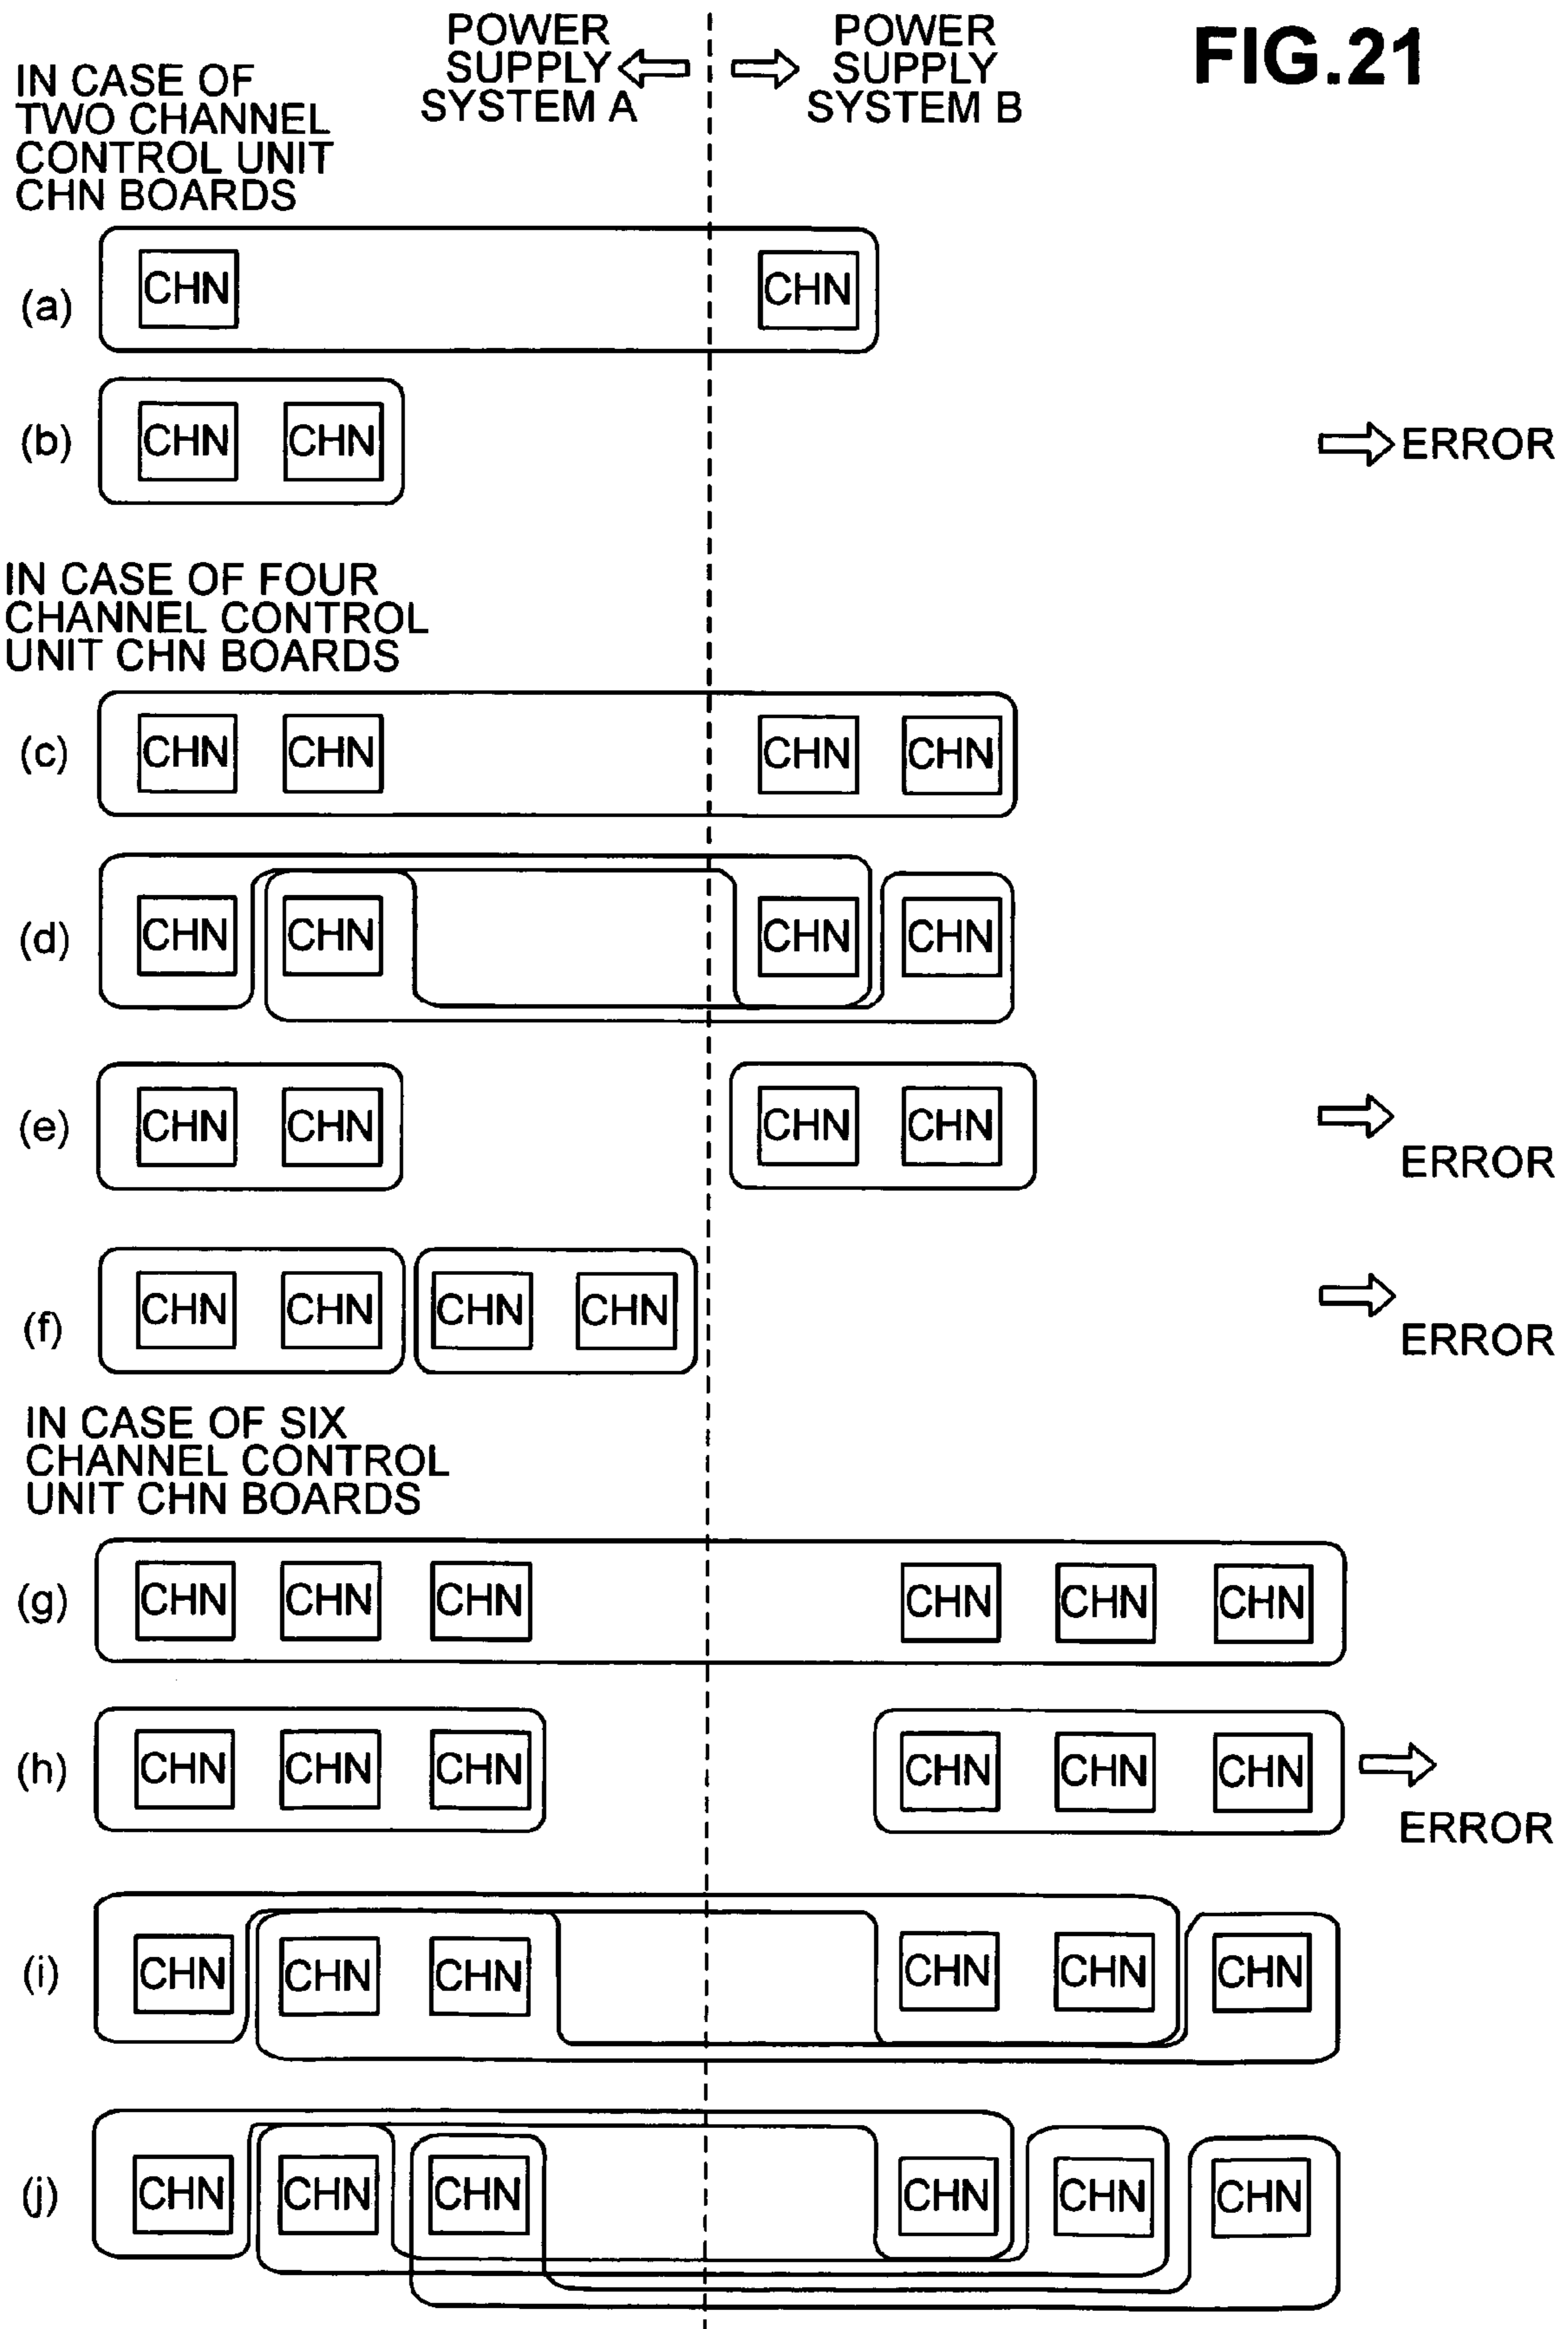 FIG.21
POWER
SUPPLY
SYSTEM A
POWER
SUPPLY
SYSTEM B
IN CASE OF
TWO CHANNEL
CONTROL UNIT
CHN BOARDS
(a) CHN CHN
(b) CHN CHN ERROR
IN CASE OF FOUR
CHANNEL CONTROL
UNIT CHN BOARDS
(c) CHN CHN CHN CHN
(d) CHN CHN CHN CHN
(e) CHN CHN CHN CHN
ERROR
(f) CHN CHN CHN CHN
ERROR
IN CASE OF SIX
CHANNEL CONTROL
UNIT CHN BOARDS
(g) CHN CHN CHN CHN CHN CHN
(h) CHN CHN CHN CHN CHN CHN
ERROR
(i) CHN CHN CHN CHN CHN CHN
(j) CHN CHN CHN CHN CHN CHN